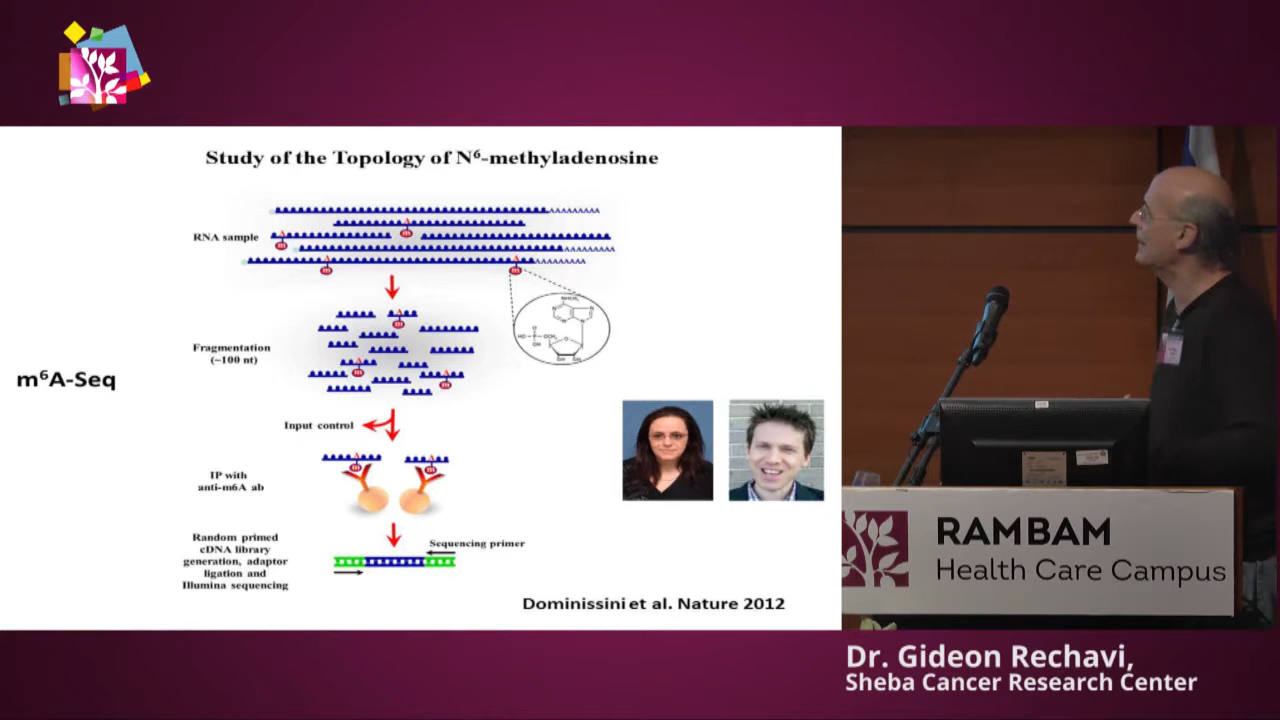 Study of the Topology of N⁶-methyladenosine
RNA sample
m
m
m
m
NHCH₃
Fragmentation
(~100 nt)
m
m
m
m⁶A-Seq
Input control
IP with
anti-m6A ab
m
m
Random primed
cDNA library
generation, adaptor
ligation and
Illumina sequencing
Sequencing primer
Dominissini et al. Nature 2012
RAMBAM
Health Care Campus
Dr. Gideon Rechavi,
Sheba Cancer Research Center